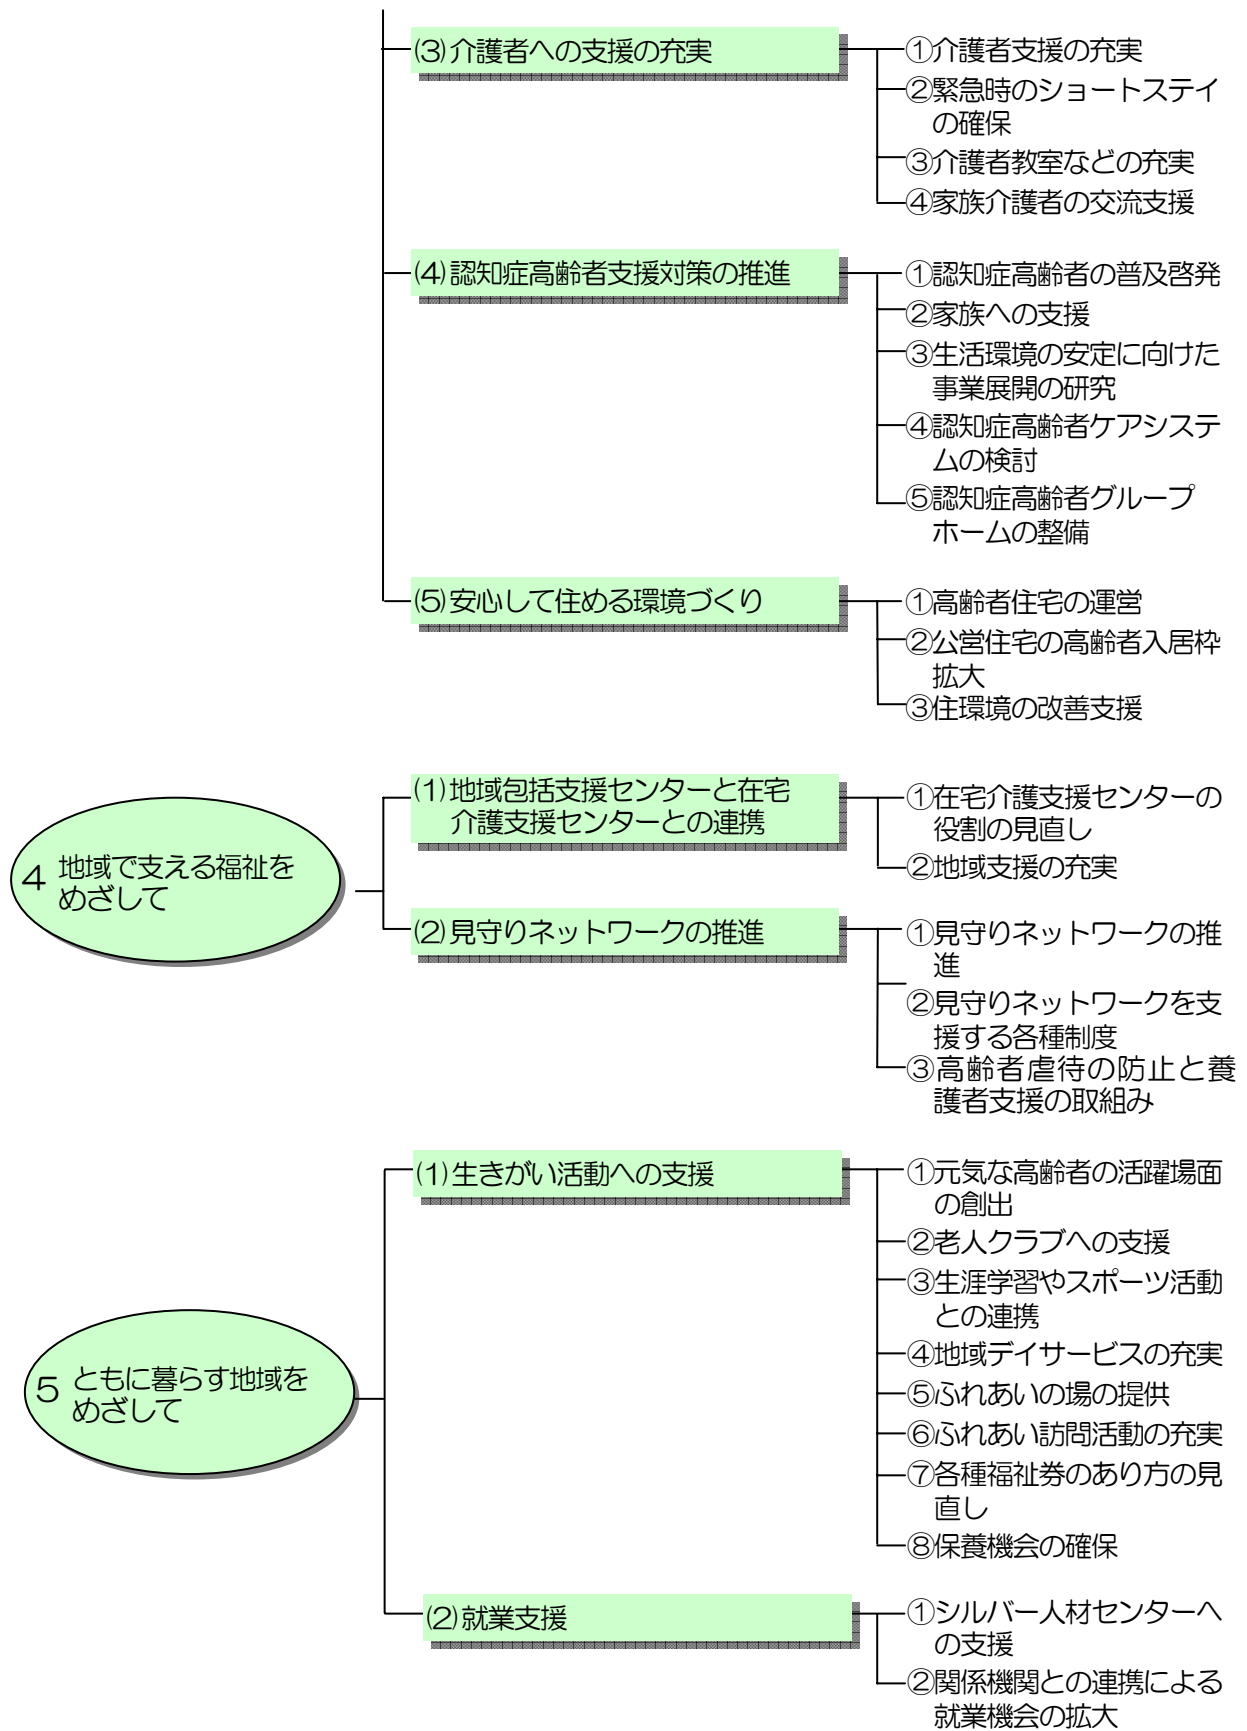 (3)介護者への支援の充実
①介護者支援の充実
②緊急時のショートステイ
の確保
③介護者教室などの充実
④家族介護者の交流支援
(4)認知症高齢者支援対策の推進
①認知症高齢者の普及啓発
②家族への支援
③生活環境の安定に向けた
事業展開の研究
④認知症高齢者ケアシステ
ムの検討
⑤認知症高齢者グループ
ホームの整備
(5)安心して住める環境づくり
①高齢者住宅の運営
②公営住宅の高齢者入居枠
拡大
③住環境の改善支援
4 地域で支える福祉を
めざして
(1)地域包括支援センターと在宅
介護支援センターとの連携
①在宅介護支援センターの
役割の見直し
②地域支援の充実
(2)見守りネットワークの推進
①見守りネットワークの推
進
②見守りネットワークを支
援する各種制度
③高齢者虐待の防止と養
護者支援の取組み
5 ともに暮らす地域を
めざして
(1)生きがい活動への支援
①元気な高齢者の活躍場面
の創出
②老人クラブへの支援
③生涯学習やスポーツ活動
との連携
④地域デイサービスの充実
⑤ふれあいの場の提供
⑥ふれあい訪問活動の充実
⑦各種福祉券のあり方の見
直し
⑧保養機会の確保
(2)就業支援
①シルバー人材センターへ
の支援
②関係機関との連携による
就業機会の拡大